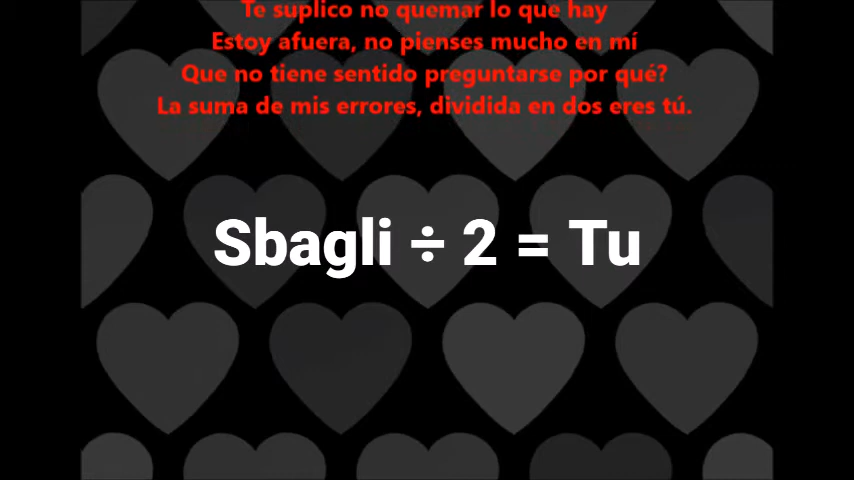 Te suplico no quemar lo que hay
Estoy afuera, no pienses mucho en mí
Que no tiene sentido preguntarse por qué?
La suma de mis errores, dividida en dos eres tú.
Sbagli ÷ 2 = Tu